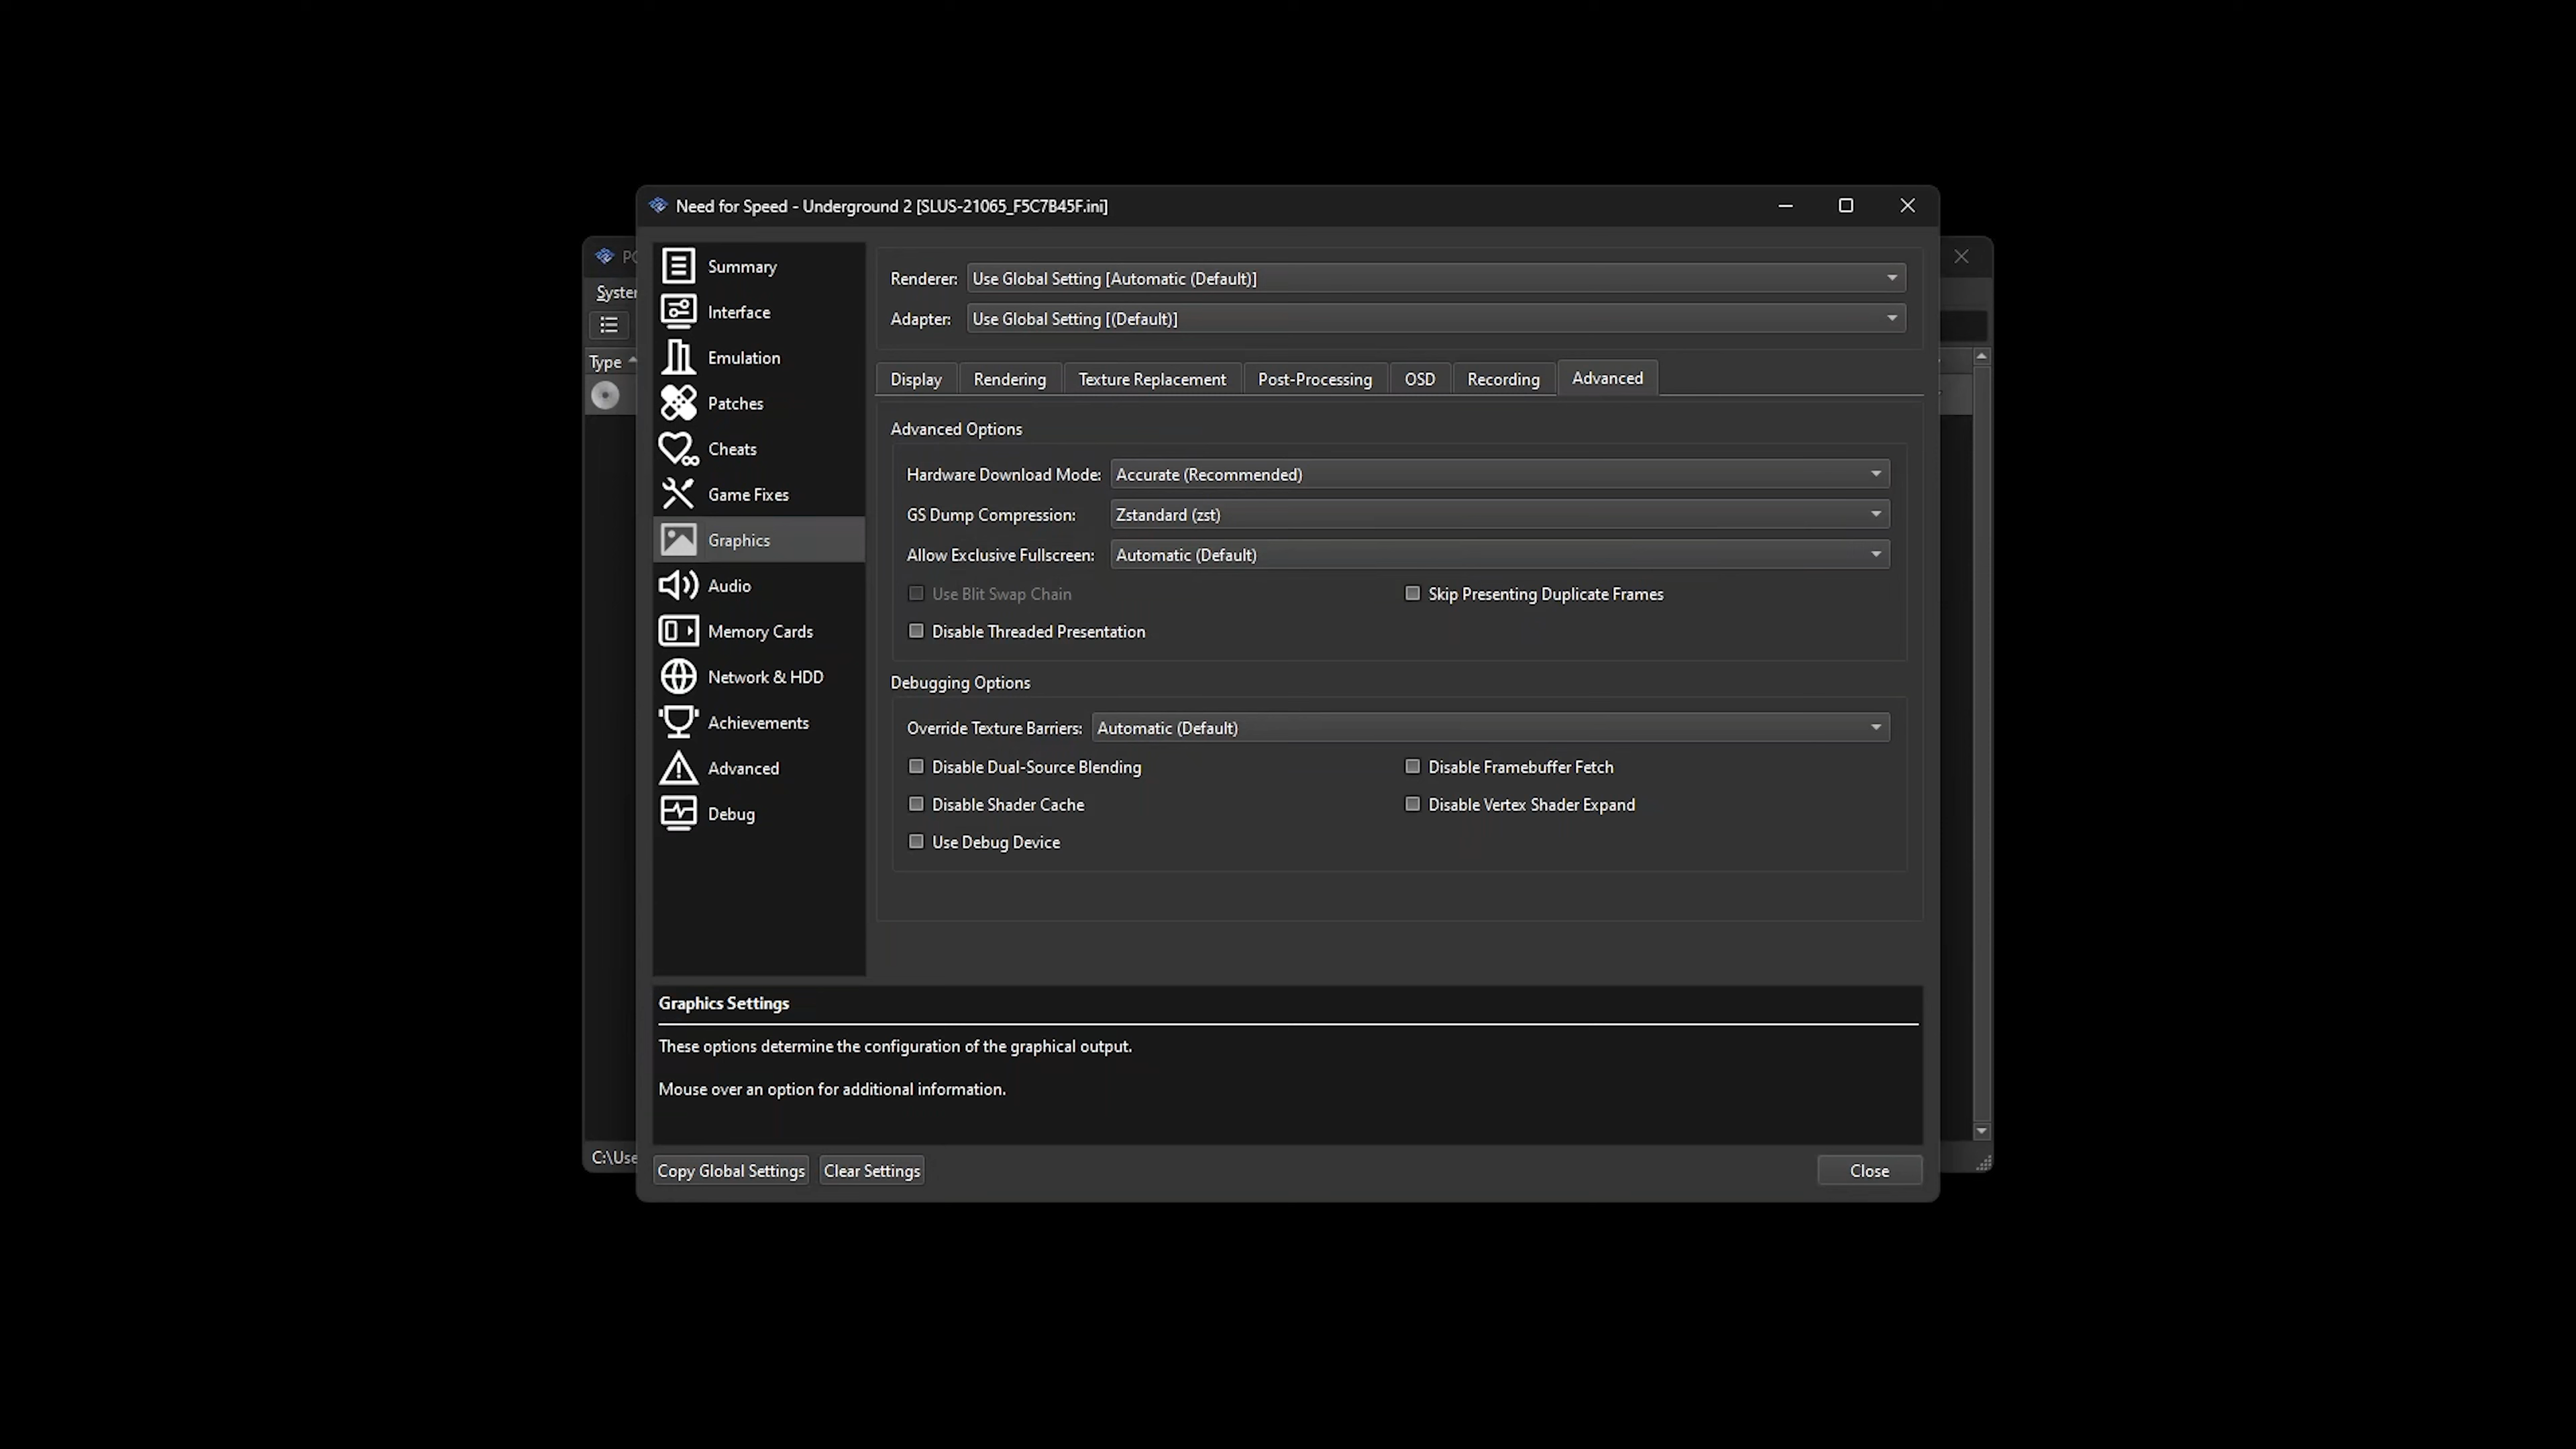 Need for Speed - Underground 2 [SLUS-21065_F5C7B45F.ini]
Type
Summary
Interface
Emulation
Patches
Cheats
Game Fixes
Graphics
Audio
Memory Cards
Network & HDD
Achievements
Advanced
Debug
Renderer: Use Global Setting [Automatic (Default)]
Adapter: Use Global Setting [(Default)]
Display Rendering Texture Replacement Post-Processing OSD Recording Advanced
Advanced Options
Hardware Download Mode: Accurate (Recommended)
GS Dump Compression: Zstandard (zst)
Allow Exclusive Fullscreen: Automatic (Default)
Use Blit Swap Chain Skip Presenting Duplicate Frames
Disable Threaded Presentation
Debugging Options
Override Texture Barriers: Automatic (Default)
Disable Dual-Source Blending Disable Framebuffer Fetch
Disable Shader Cache Disable Vertex Shader Expand
Use Debug Device
Graphics Settings
These options determine the configuration of the graphical output.
Mouse over an option for additional information.
Copy Global Settings Clear Settings Close